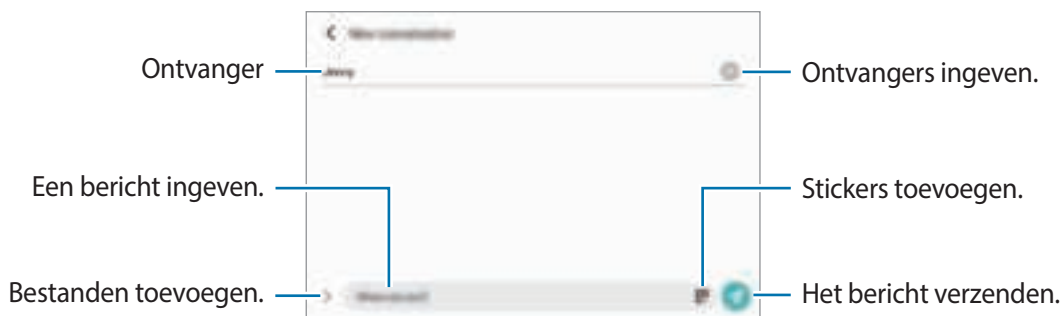 Ontvanger
Ontvangers ingeven.
Een bericht ingeven.
Stickers toevoegen.
Bestanden toevoegen.
Het bericht verzenden.